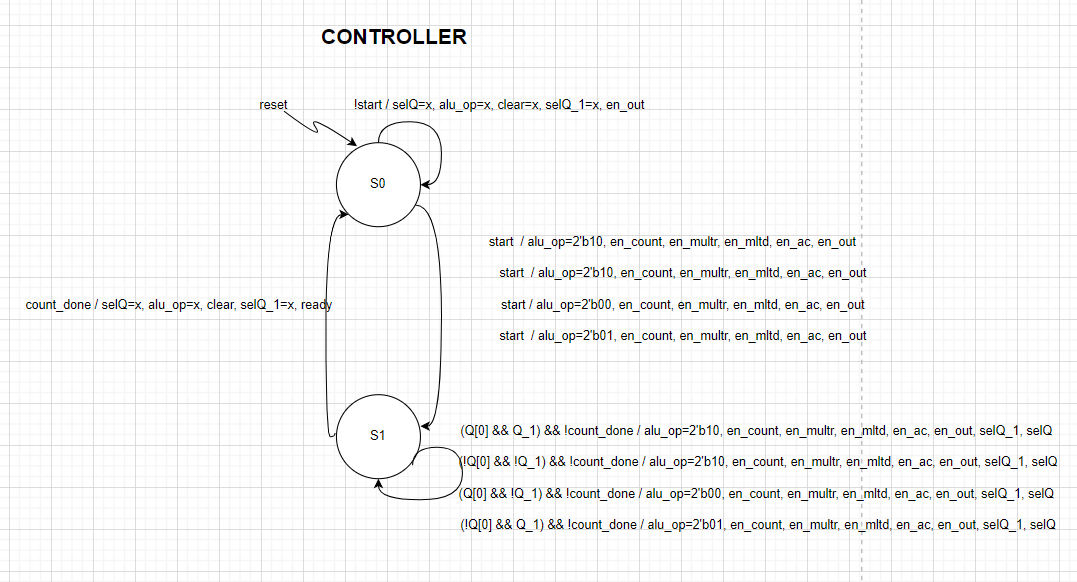 CONTROLLER
reset
!start / selQ=x, alu_op=x, clear=x, selQ_1=x, en_out
S0
start / alu_op=2'b10, en_count, en_multr, en_mltd, en_ac, en_out
start / alu_op=2'b10, en_count, en_multr, en_mltd, en_ac, en_out
count_done / selQ=x, alu_op=x, clear, selQ_1=x, ready
start / alu_op=2'b00, en_count, en_multr, en_mltd, en_ac, en_out
start / alu_op=2'b01, en_count, en_multr, en_mltd, en_ac, en_out
S1
(Q[0] && Q_1) && !count_done / alu_op=2'b10, en_count, en_multr, en_mltd, en_ac, en_out, selQ_1, selQ
(!Q[0] && !Q_1) && !count_done / alu_op=2'b10, en_count, en_multr, en_mltd, en_ac, en_out, selQ_1, selQ
(Q[0] && !Q_1) && !count_done / alu_op=2'b00, en_count, en_multr, en_mltd, en_ac, en_out, selQ_1, selQ
(!Q[0] && Q_1) && !count_done / alu_op=2'b01, en_count, en_multr, en_mltd, en_ac, en_out, selQ_1, selQ